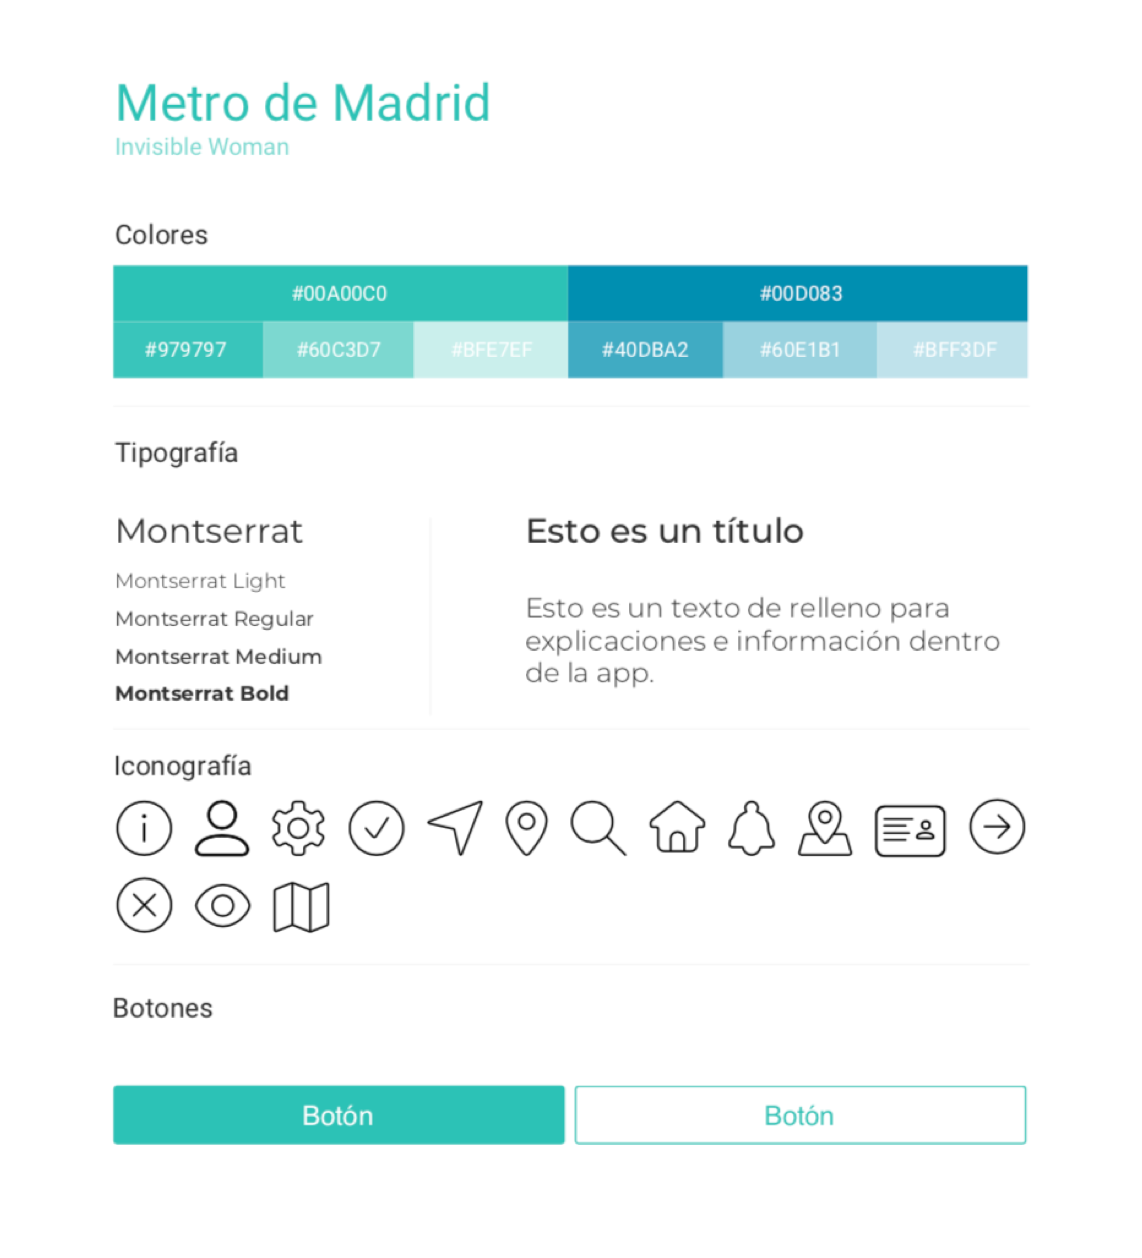 Metro de Madrid
Invisible Woman
Colores
#00A00C0
#00D083
#979797
#60C3D7
#BFE7EF
#40DBA2
#60E1B1
#BFF3DF
Tipografía
Montserrat
Montserrat Light
Montserrat Regular
Montserrat Medium
Montserrat Bold
Esto es un título
Esto es un texto de relleno para
explicaciones e información dentro
de la app.
Iconografía
Botones
Botón
Botón